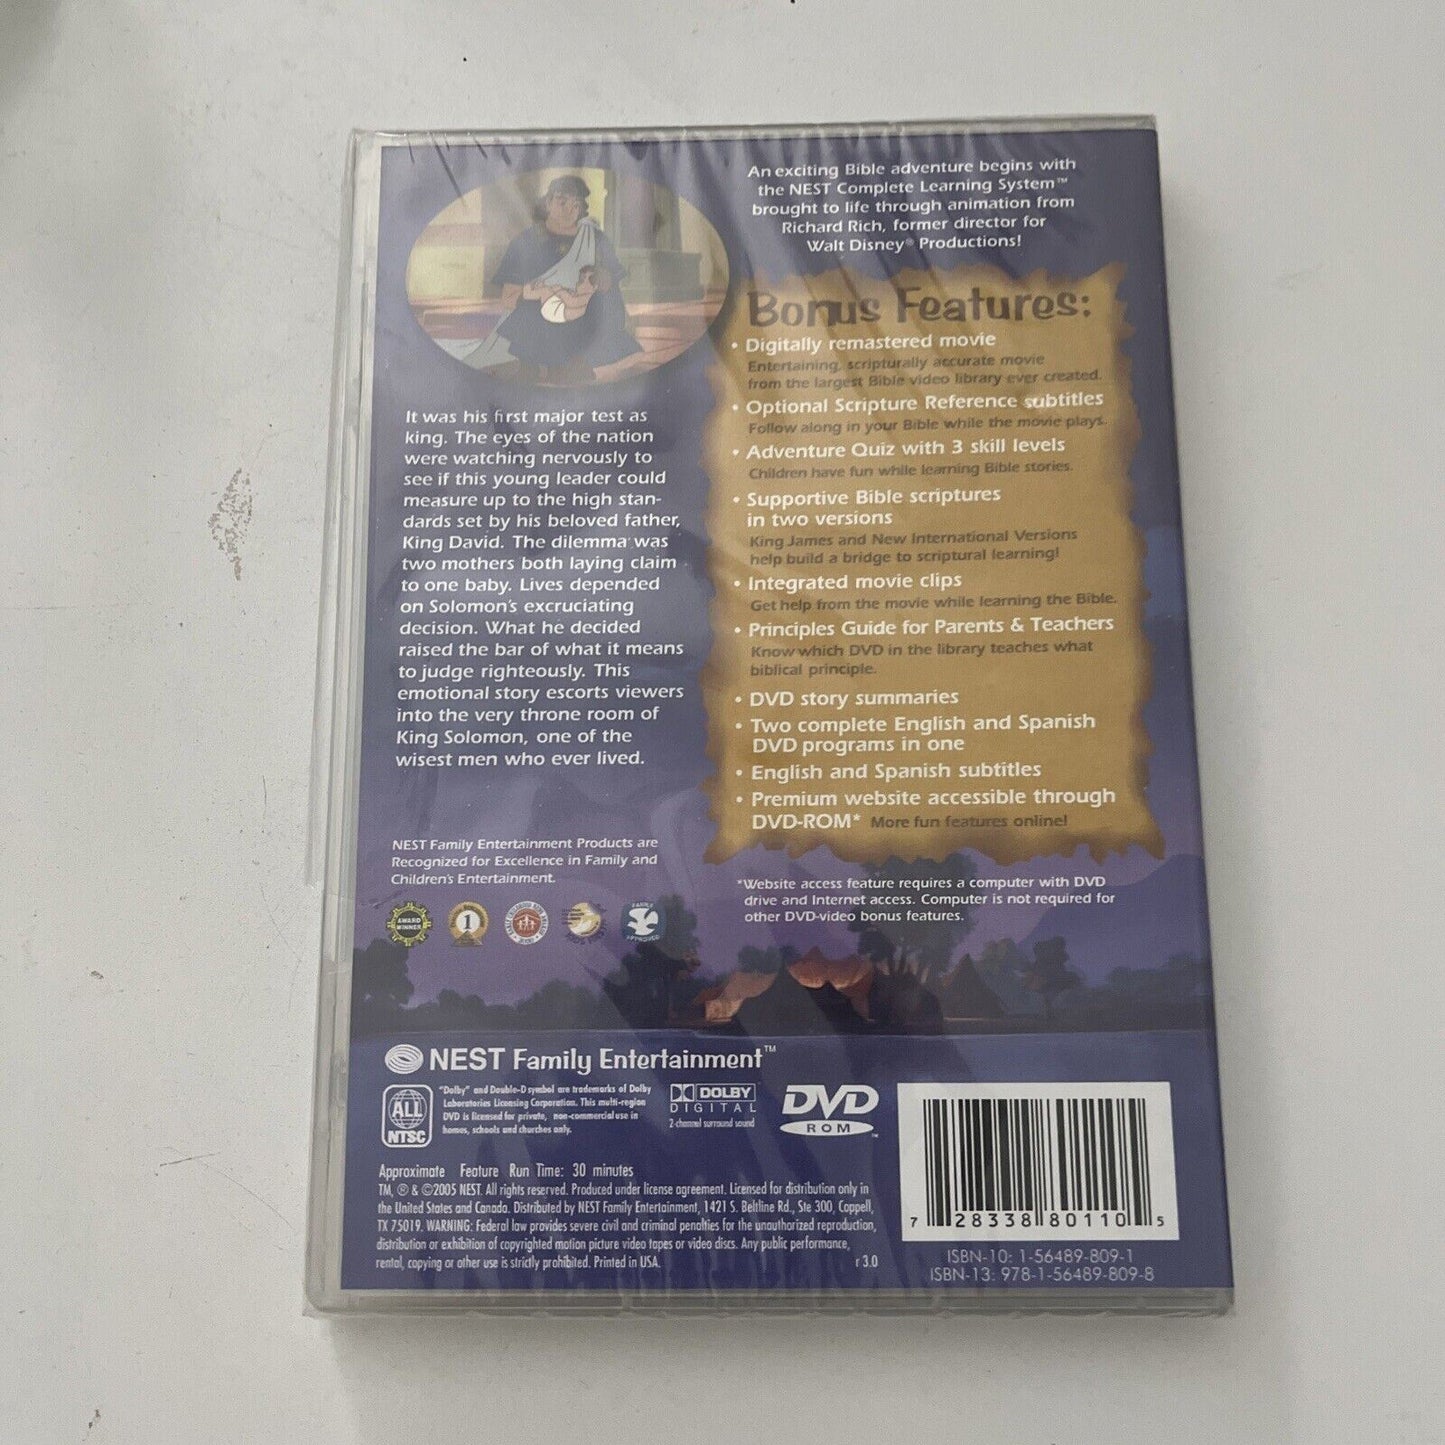 An exciting Bible adventure begins with
the NEST Complete Learning System™
brought to life through animation from
Richard Rich, former director for
Walt Disney® Productions!
It was his first major test as
king. The eyes of the nation
were watching nervously to
see if this young leader could
measure up to the high stan-
dards set by his beloved father,
King David. The dilemma was
two mothers both laying claim
to one baby. Lives depended
on Solomon's excruciating
decision. What he decided
raised the bar of what it means
to judge righteously. This
emotional story escorts viewers
into the very throne room of
King Solomon, one of the
wisest men who ever lived.
Bonus Features:
• Digitally remastered movie
Entertaining, scripturally accurate movie
from the largest Bible video library ever created.
• Optional Scripture Reference subtitles
Follow along in your Bible while the movie plays.
• Adventure Quiz with 3 skill levels
Children have fun while learning Bible stories.
• Supportive Bible scriptures
in two versions
King James and New International Versions
help build a bridge to scriptural learning!
• Integrated movie clips
Get help from the movie while learning the Bible.
• Principles Guide for Parents & Teachers
Know which DVD in the library teaches what
biblical principle.
• DVD story summaries
• Two complete English and Spanish
DVD programs in one
• English and Spanish subtitles
• Premium website accessible through
DVD-ROM* More fun features online!
NEST Family Entertainment Products are
Recognized for Excellence in Family and
Children's Entertainment.
AWARD
WINNER
1
FAMILY
APPROVED
*Website access feature requires a computer with DVD
drive and Internet access. Computer is not required for
other DVD-video bonus features.
NEST Family Entertainment™
ALL
NTSC
"Dolby" and Double-D symbol are trademarks of Dolby
Laboratories Licensing Corporation. This multi-region
DVD is licensed for private, non-commercial use in
homes, schools and churches only.
DOLBY
DIGITAL
2-channel surround sound
DVD
ROM™
Approximate Feature Run Time: 30 minutes
TM, ® & ©2005 NEST. All rights reserved. Produced under license agreement. Licensed for distribution only in
the United States and Canada. Distributed by NEST Family Entertainment, 1421 S. Beltline Rd., Ste 300, Coppell,
TX 75019. WARNING: Federal law provides severe civil and criminal penalties for the unauthorized reproduction,
distribution or exhibition of copyrighted motion picture video tapes or video discs. Any public performance,
rental, copying or other use is strictly prohibited. Printed in USA.
r 3.0
7 28338 80110 5
ISBN-10: 1-56489-809-1
ISBN-13: 978-1-56489-809-8